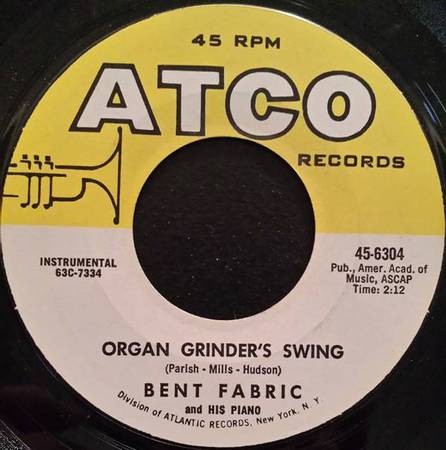 45 RPM
ATCO
RECORDS
INSTRUMENTAL
63C-7334
45-6304
Pub., Amer. Acad. of
Music, ASCAP
Time: 2:12
ORGAN GRINDER'S SWING
(Parish - Mills - Hudson)
BENT FABRIC
and HIS PIANO
Division of ATLANTIC RECORDS, New York, N. Y.